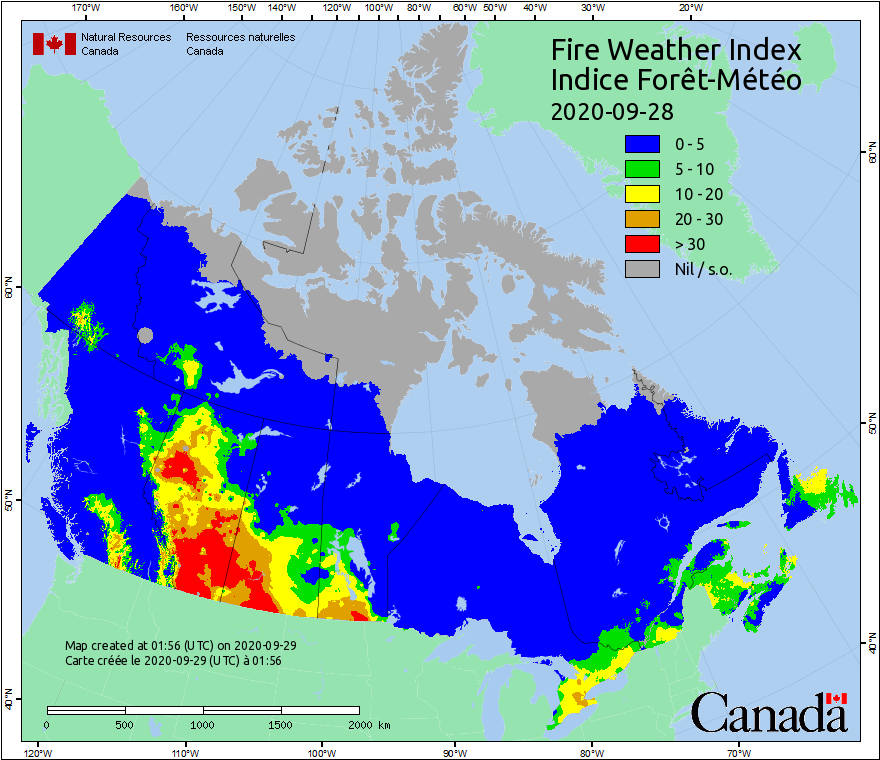 170°W 160°W 150°W 140°W 130°W 120°W 110°W 100°W 90°W 80°W 60°W 50°W 40°W 30°W 20°W
Natural Resources Ressources naturelles
Canada Canada
Fire Weather Index
Indice Forêt-Météo
2020-09-28
0 - 5
5 - 10
10 - 20
20 - 30
> 30
Nil / s.o.
60°N
60°N
50°N
50°N
40°N
40°N
Map created at 01:56 (UTC) on 2020-09-29
Carte créée le 2020-09-29 (UTC) à 01:56
0 500 1000 1500 2000 km
Canada
120°W 110°W 100°W 90°W 80°W 70°W